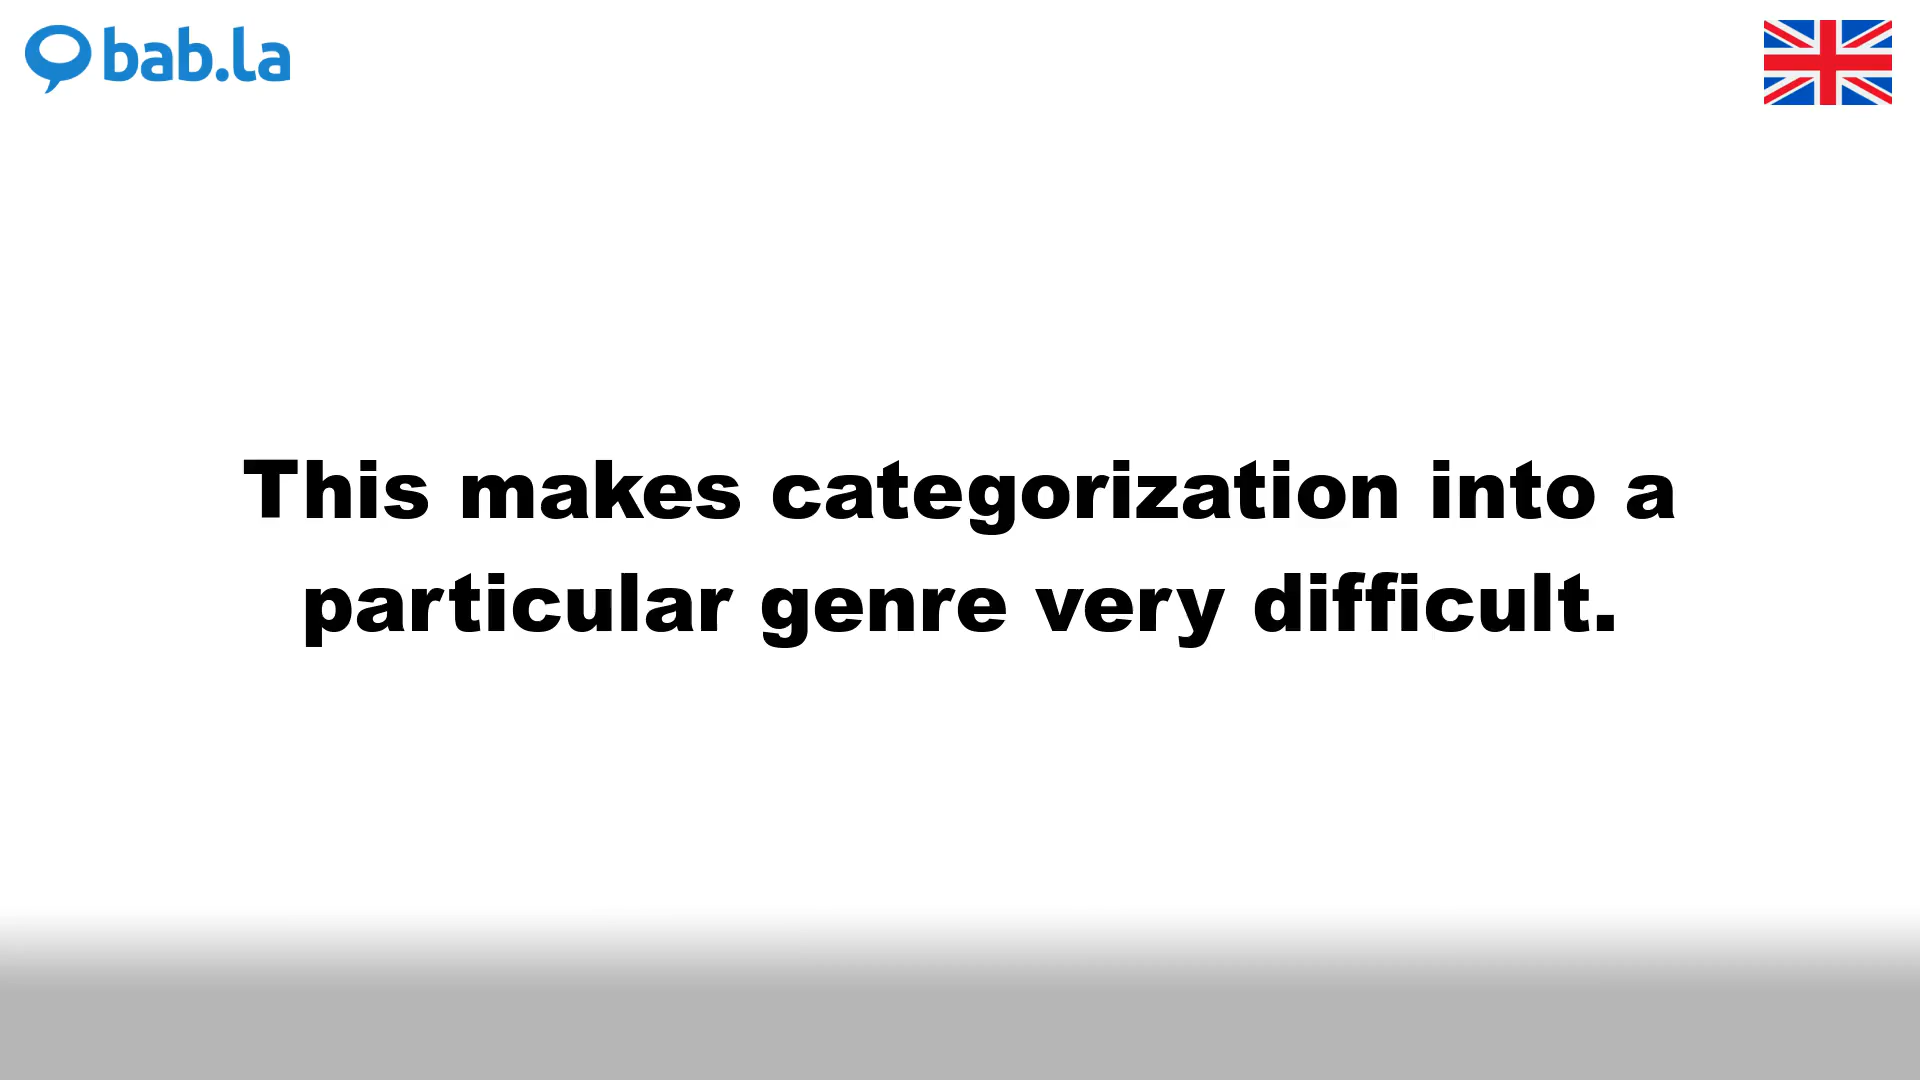 bab.la
This makes categorization into a
particular genre very difficult.